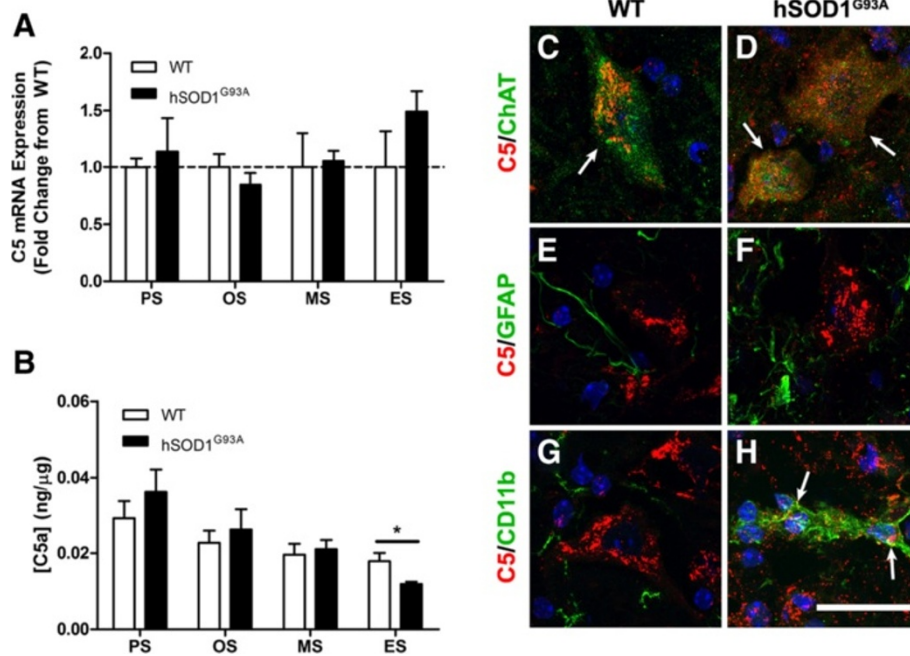 A
C5 mRNA Expression
(Fold Change from WT)
2.0
1.5
1.0
0.5
0.0
WT
hSOD1G93A
PS OS MS ES
B
[C5a] (ng/μg)
0.06
0.04
0.02
0.00
WT
hSOD1G93A
*
PS OS MS ES
WT hSOD1G93A
C5/ChAT
C D
C5/GFAP
E F
C5/CD11b
G H